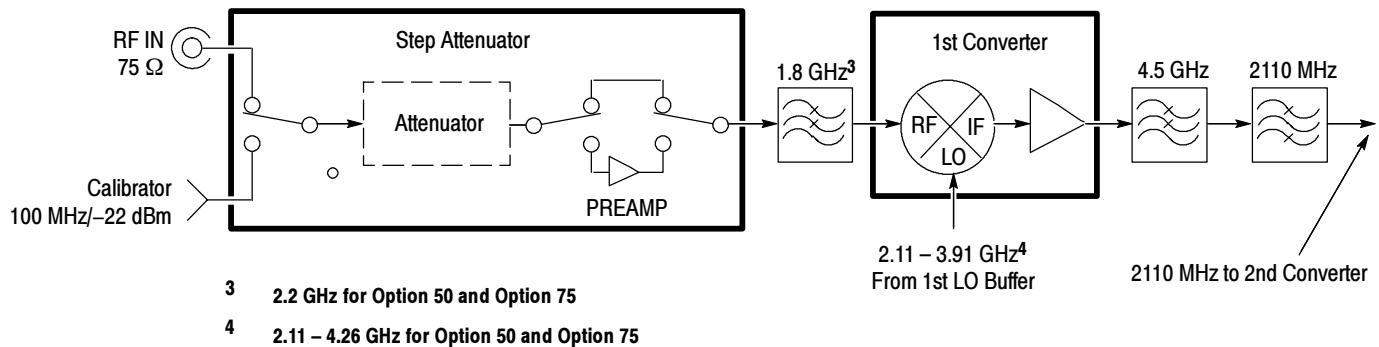 RF IN
75 Ω
Step Attenuator
Attenuator
PREAMP
Calibrator
100 MHz/–22 dBm
1.8 GHz3
1st Converter
RF
IF
LO
4.5 GHz
2110 MHz
2.11 – 3.91 GHz4
From 1st LO Buffer
2110 MHz to 2nd Converter
3 2.2 GHz for Option 50 and Option 75
4 2.11 – 4.26 GHz for Option 50 and Option 75